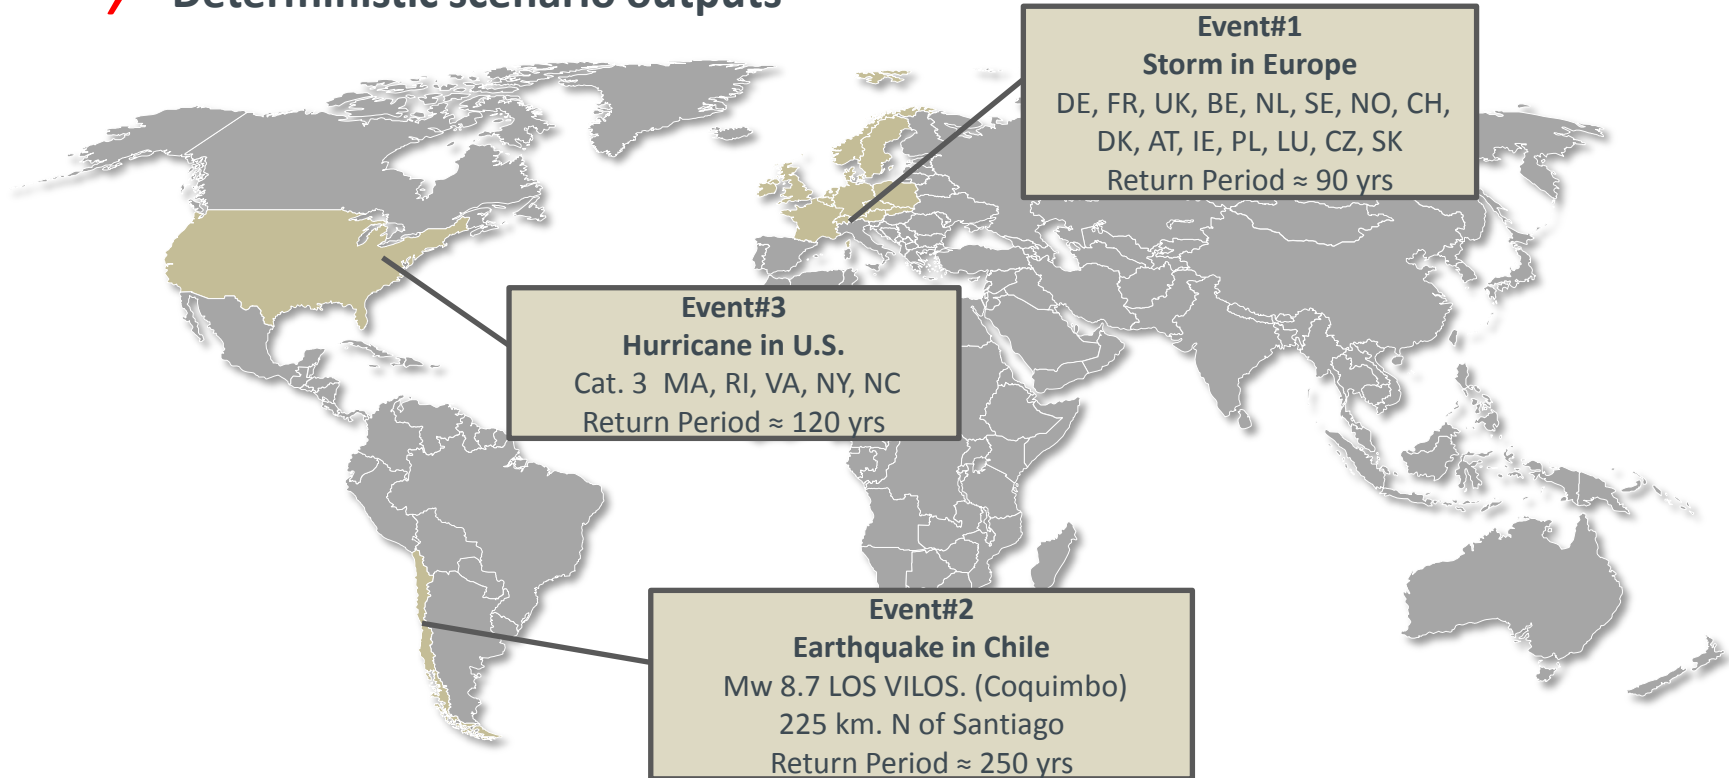 Deterministic scenario outputs
Event#1
Storm in Europe
DE, FR, UK, BE, NL, SE, NO, CH,
DK, AT, IE, PL, LU, CZ, SK
Return Period ≈ 90 yrs
Event#3
Hurricane in U.S.
Cat. 3 MA, RI, VA, NY, NC
Return Period ≈ 120 yrs
Event#2
Earthquake in Chile
Mw 8.7 LOS VILOS. (Coquimbo)
225 km. N of Santiago
Return Period ≈ 250 yrs